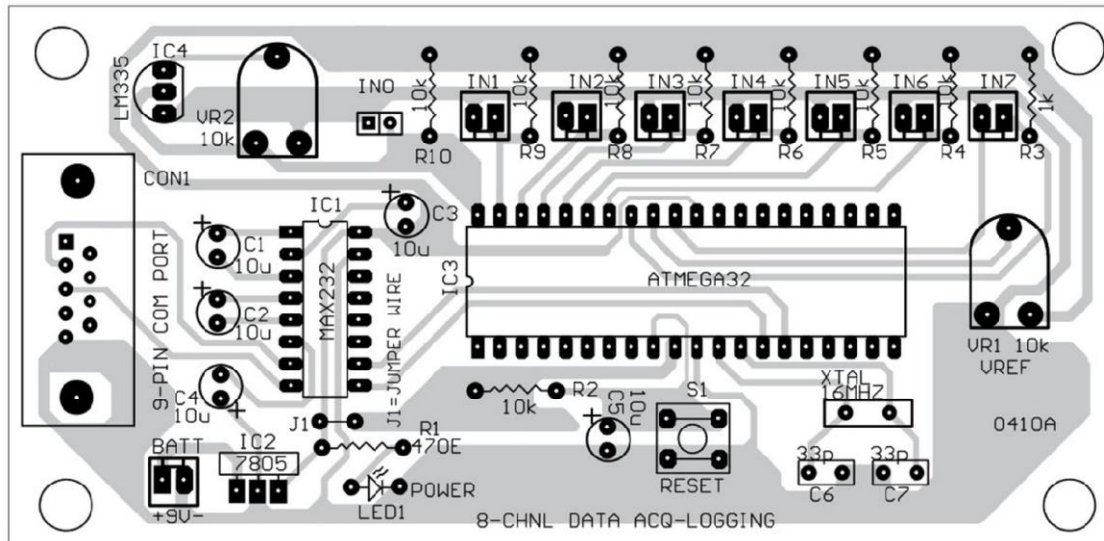 IC4
LM335
VR2
10k
IN0
10k
R10
IN1
10k
R9
IN2
10k
R8
IN3
10k
R7
IN4
10k
R6
IN5
10k
R5
IN6
10k
R4
IN7
1k
R3
CON1
9-PIN COM PORT
+
C1
10u
+
C2
10u
C4
10u
+
IC1
MAX232
+
C3
10u
J1=JUMPER WIRE
IC3
ATMEGA32
VR1 10k
VREF
R2
10k
+
C5
10u
S1
RESET
XTAL
16MHZ
33p
C6
33p
C7
0410A
J1
R1
470E
BATT
+9V-
IC2
7805
LED1
POWER
8-CHNL DATA ACQ-LOGGING